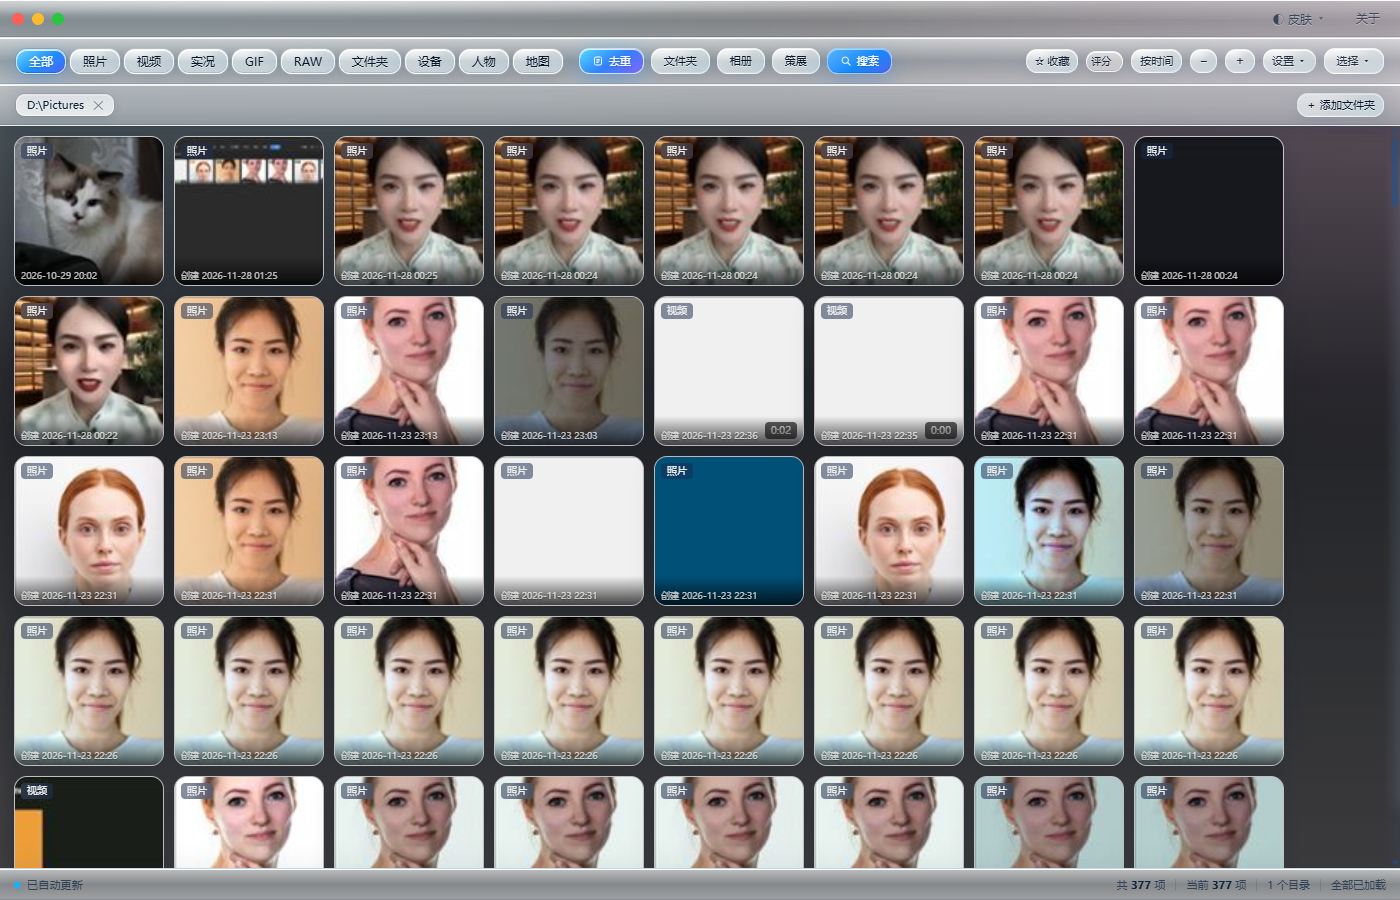 皮肤 关于
全部 照片 视频 实况 GIF RAW 文件夹 设备 人物 地图 去重 文件夹 相册 策展 搜索 ☆收藏 评分 按时间 − + 设置 选择
D:\Pictures × + 添加文件夹
照片 照片 照片 照片 照片 照片 照片 照片
2026-10-29 20:02 创建 2026-11-28 01:25 创建 2026-11-28 00:25 创建 2026-11-28 00:24 创建 2026-11-28 00:24 创建 2026-11-28 00:24 创建 2026-11-28 00:24 创建 2026-11-28 00:24
照片 照片 照片 照片 视频 视频 照片 照片
创建 2026-11-28 00:22 创建 2026-11-23 23:13 创建 2026-11-23 23:13 创建 2026-11-23 23:03 创建 2026-11-23 22:36 0:02 创建 2026-11-23 22:35 0:00 创建 2026-11-23 22:31 创建 2026-11-23 22:31
照片 照片 照片 照片 照片 照片 照片 照片
创建 2026-11-23 22:31 创建 2026-11-23 22:31 创建 2026-11-23 22:31 创建 2026-11-23 22:31 创建 2026-11-23 22:31 创建 2026-11-23 22:31 创建 2026-11-23 22:31 创建 2026-11-23 22:31
照片 照片 照片 照片 照片 照片 照片 照片
创建 2026-11-23 22:26 创建 2026-11-23 22:26 创建 2026-11-23 22:26 创建 2026-11-23 22:26 创建 2026-11-23 22:26 创建 2026-11-23 22:26 创建 2026-11-23 22:26 创建 2026-11-23 22:26
视频 照片 照片 照片 照片 照片 照片 照片
已自动更新 共 377 项 当前 377 项 1 个目录 全部已加载